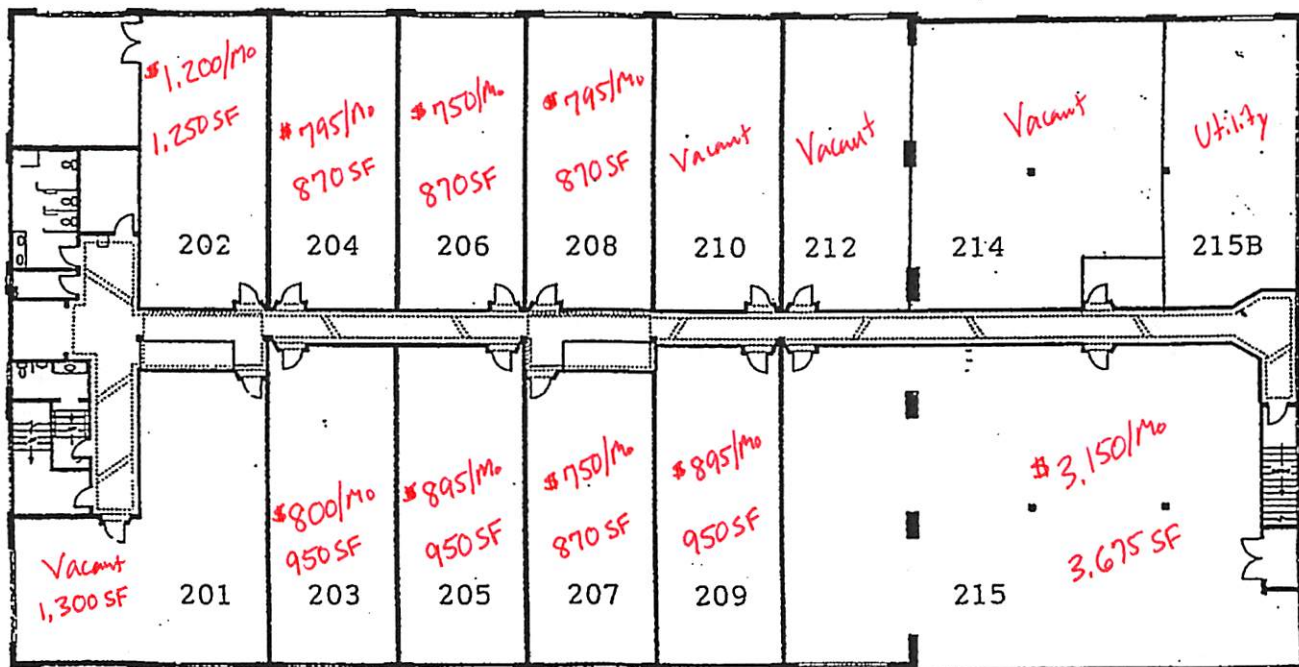 $1,200/Mo
1,250 SF
202
$795/Mo
870 SF
204
$750/Mo
870 SF
206
$795/Mo
870 SF
208
Vacant
210
Vacant
212
Vacant
214
Utility
215B
Vacant
1,300 SF
201
$800/Mo
950 SF
203
$895/Mo
950 SF
205
$750/Mo
870 SF
207
$895/Mo
950 SF
209
$3,150/Mo
3,675 SF
215